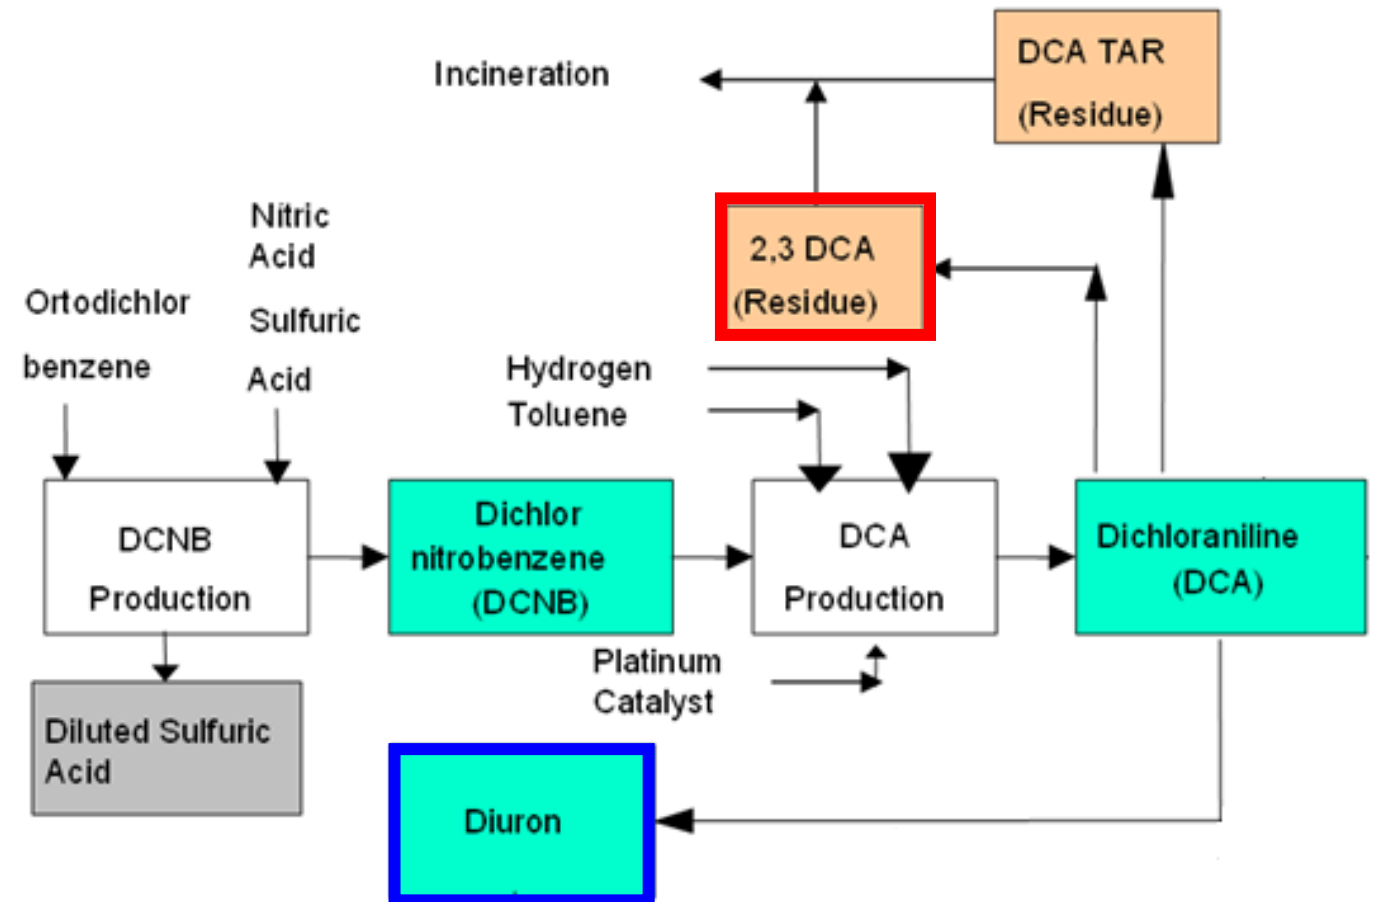 DCA TAR
(Residue)
Incineration
2,3 DCA
(Residue)
Nitric
Acid
Sulfuric
Acid
Ortodichlor
benzene
Hydrogen
Toluene
DCNB
Production
Dichlor
nitrobenzene
(DCNB)
DCA
Production
Dichloraniline
(DCA)
Platinum
Catalyst
Diluted Sulfuric
Acid
Diuron